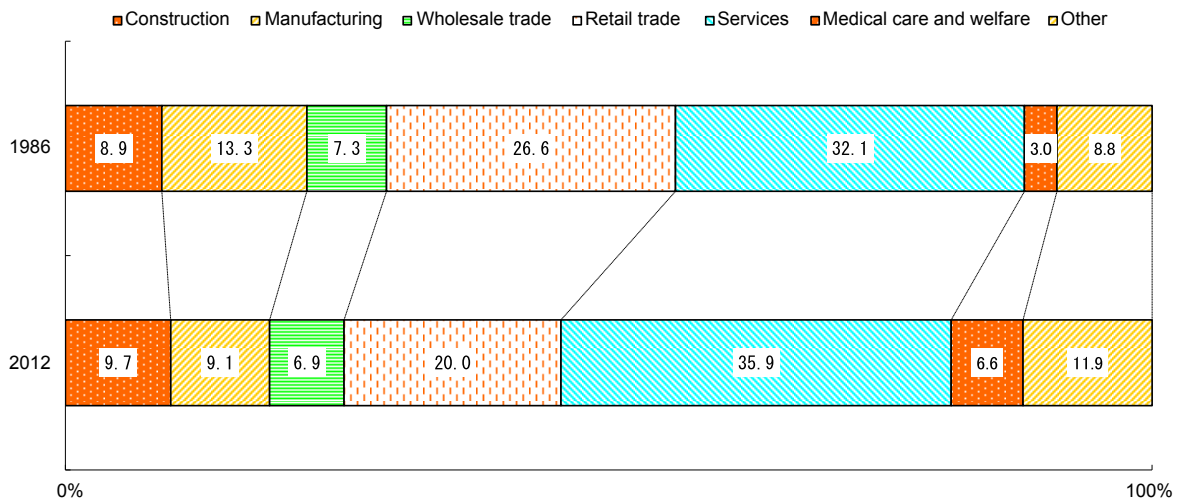 Construction Manufacturing Wholesale trade Retail trade Services Medical care and welfare Other
1986 8.9 13.3 7.3 26.6 32.1 3.0 8.8
2012 9.7 9.1 6.9 20.0 35.9 6.6 11.9
0% 100%